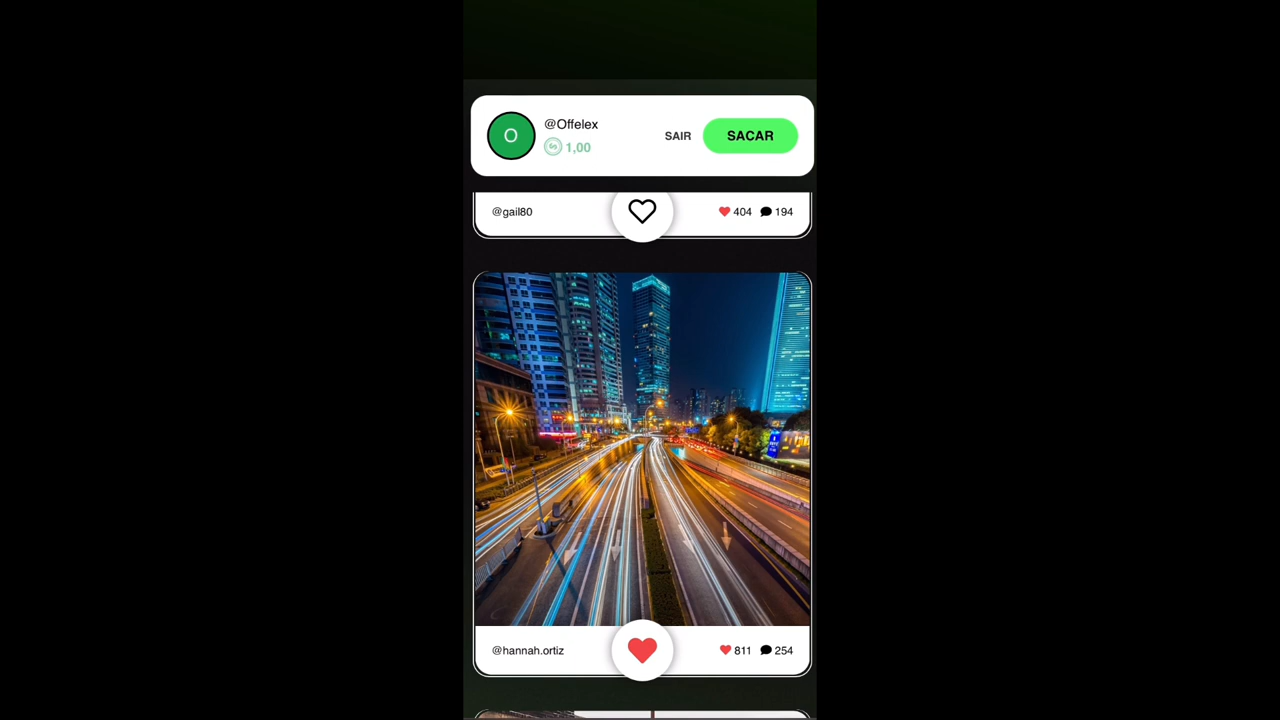 O
@Offelex
1,00
SAIR
SACAR
@gail80
404
194
@hannah.ortiz
811
254